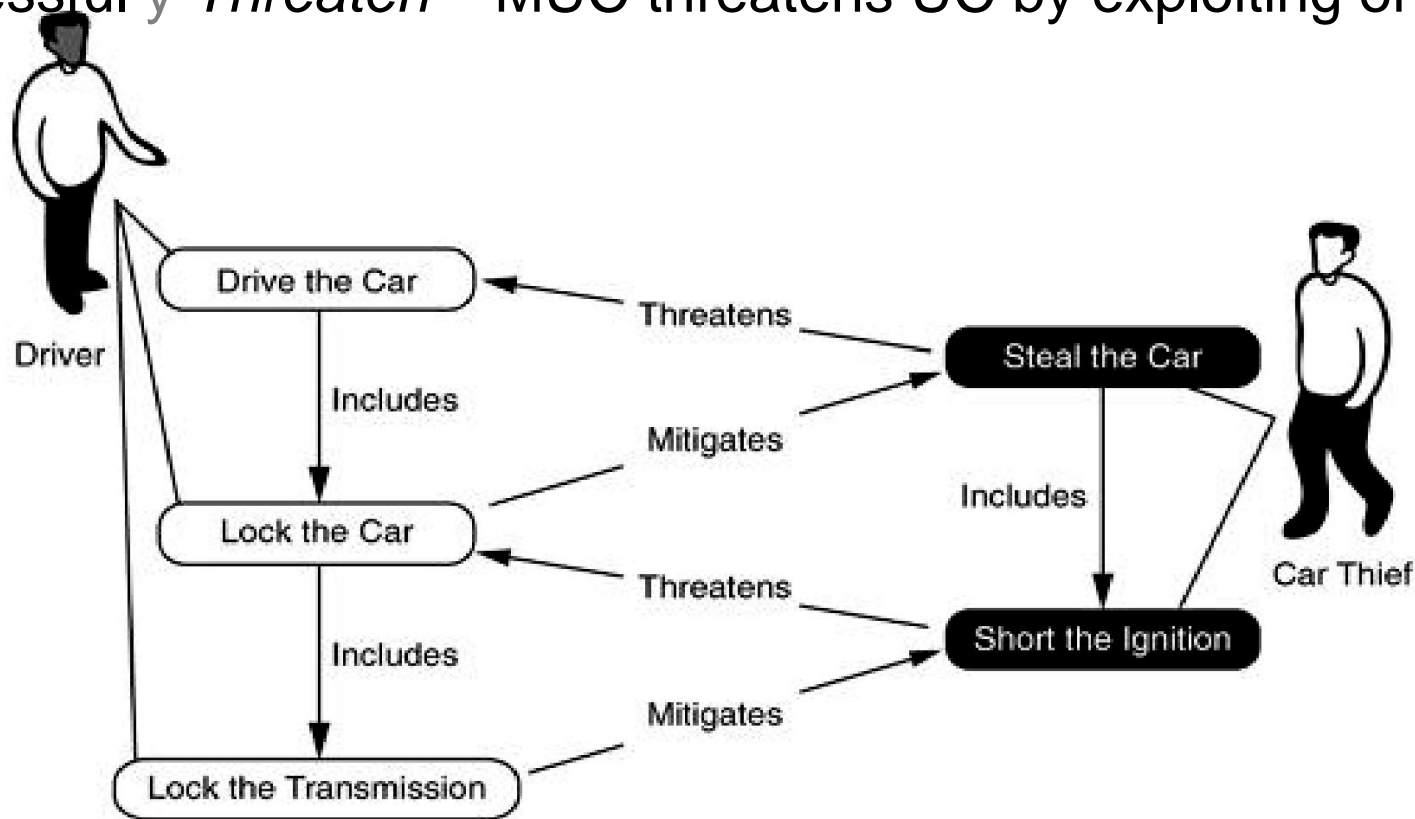 Threaten – MUC threatens UC by exploiting or
Drive the Car
Threatens
Driver
Steal the Car
Includes
Mitigates
Includes
Lock the Car
Threatens
Car Thief
Short the Ignition
Includes
Mitigates
Lock the Transmission